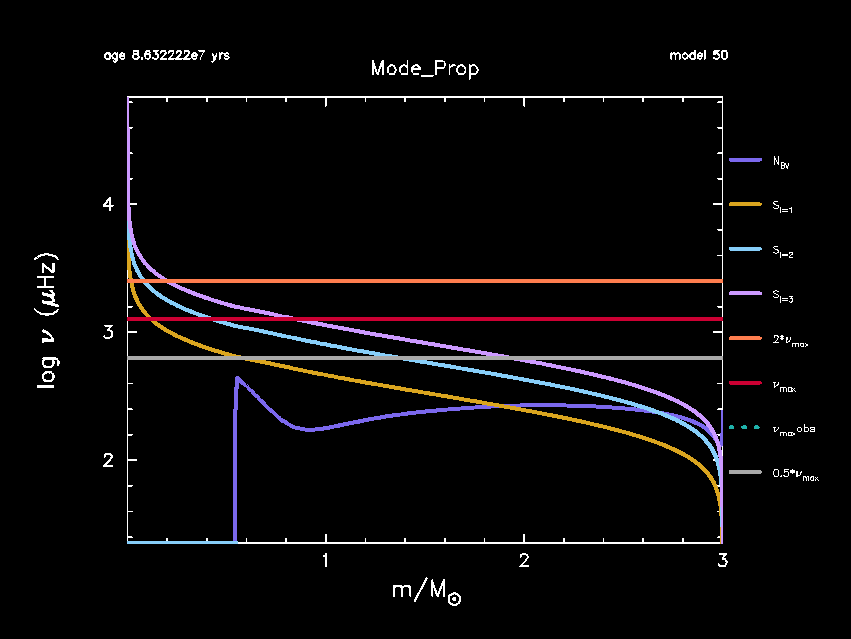 age 8.632222e7 yrs
model 50
Mode_Prop
log ν (μHz)
4
3
2
1
2
3
m/M☉
N_BV
S_l=1
S_l=2
S_l=3
2*ν_max
ν_max
ν_max obs
0.5*ν_max